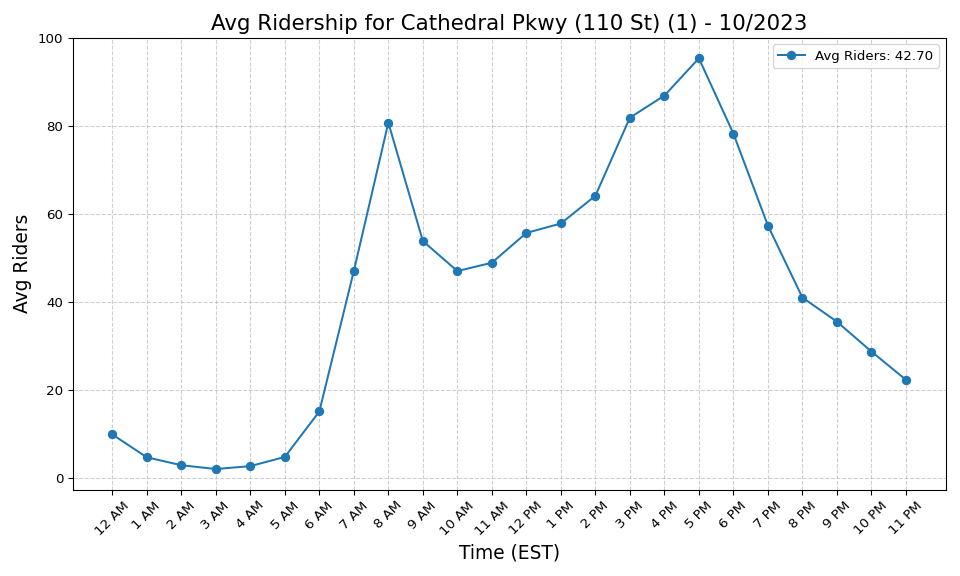 Avg Ridership for Cathedral Pkwy (110 St) (1) - 10/2023
Avg Riders: 42.70
Avg Riders
100
80
60
40
20
0
12 AM
1 AM
2 AM
3 AM
4 AM
5 AM
6 AM
7 AM
8 AM
9 AM
10 AM
11 AM
12 PM
1 PM
2 PM
3 PM
4 PM
5 PM
6 PM
7 PM
8 PM
9 PM
10 PM
11 PM
Time (EST)